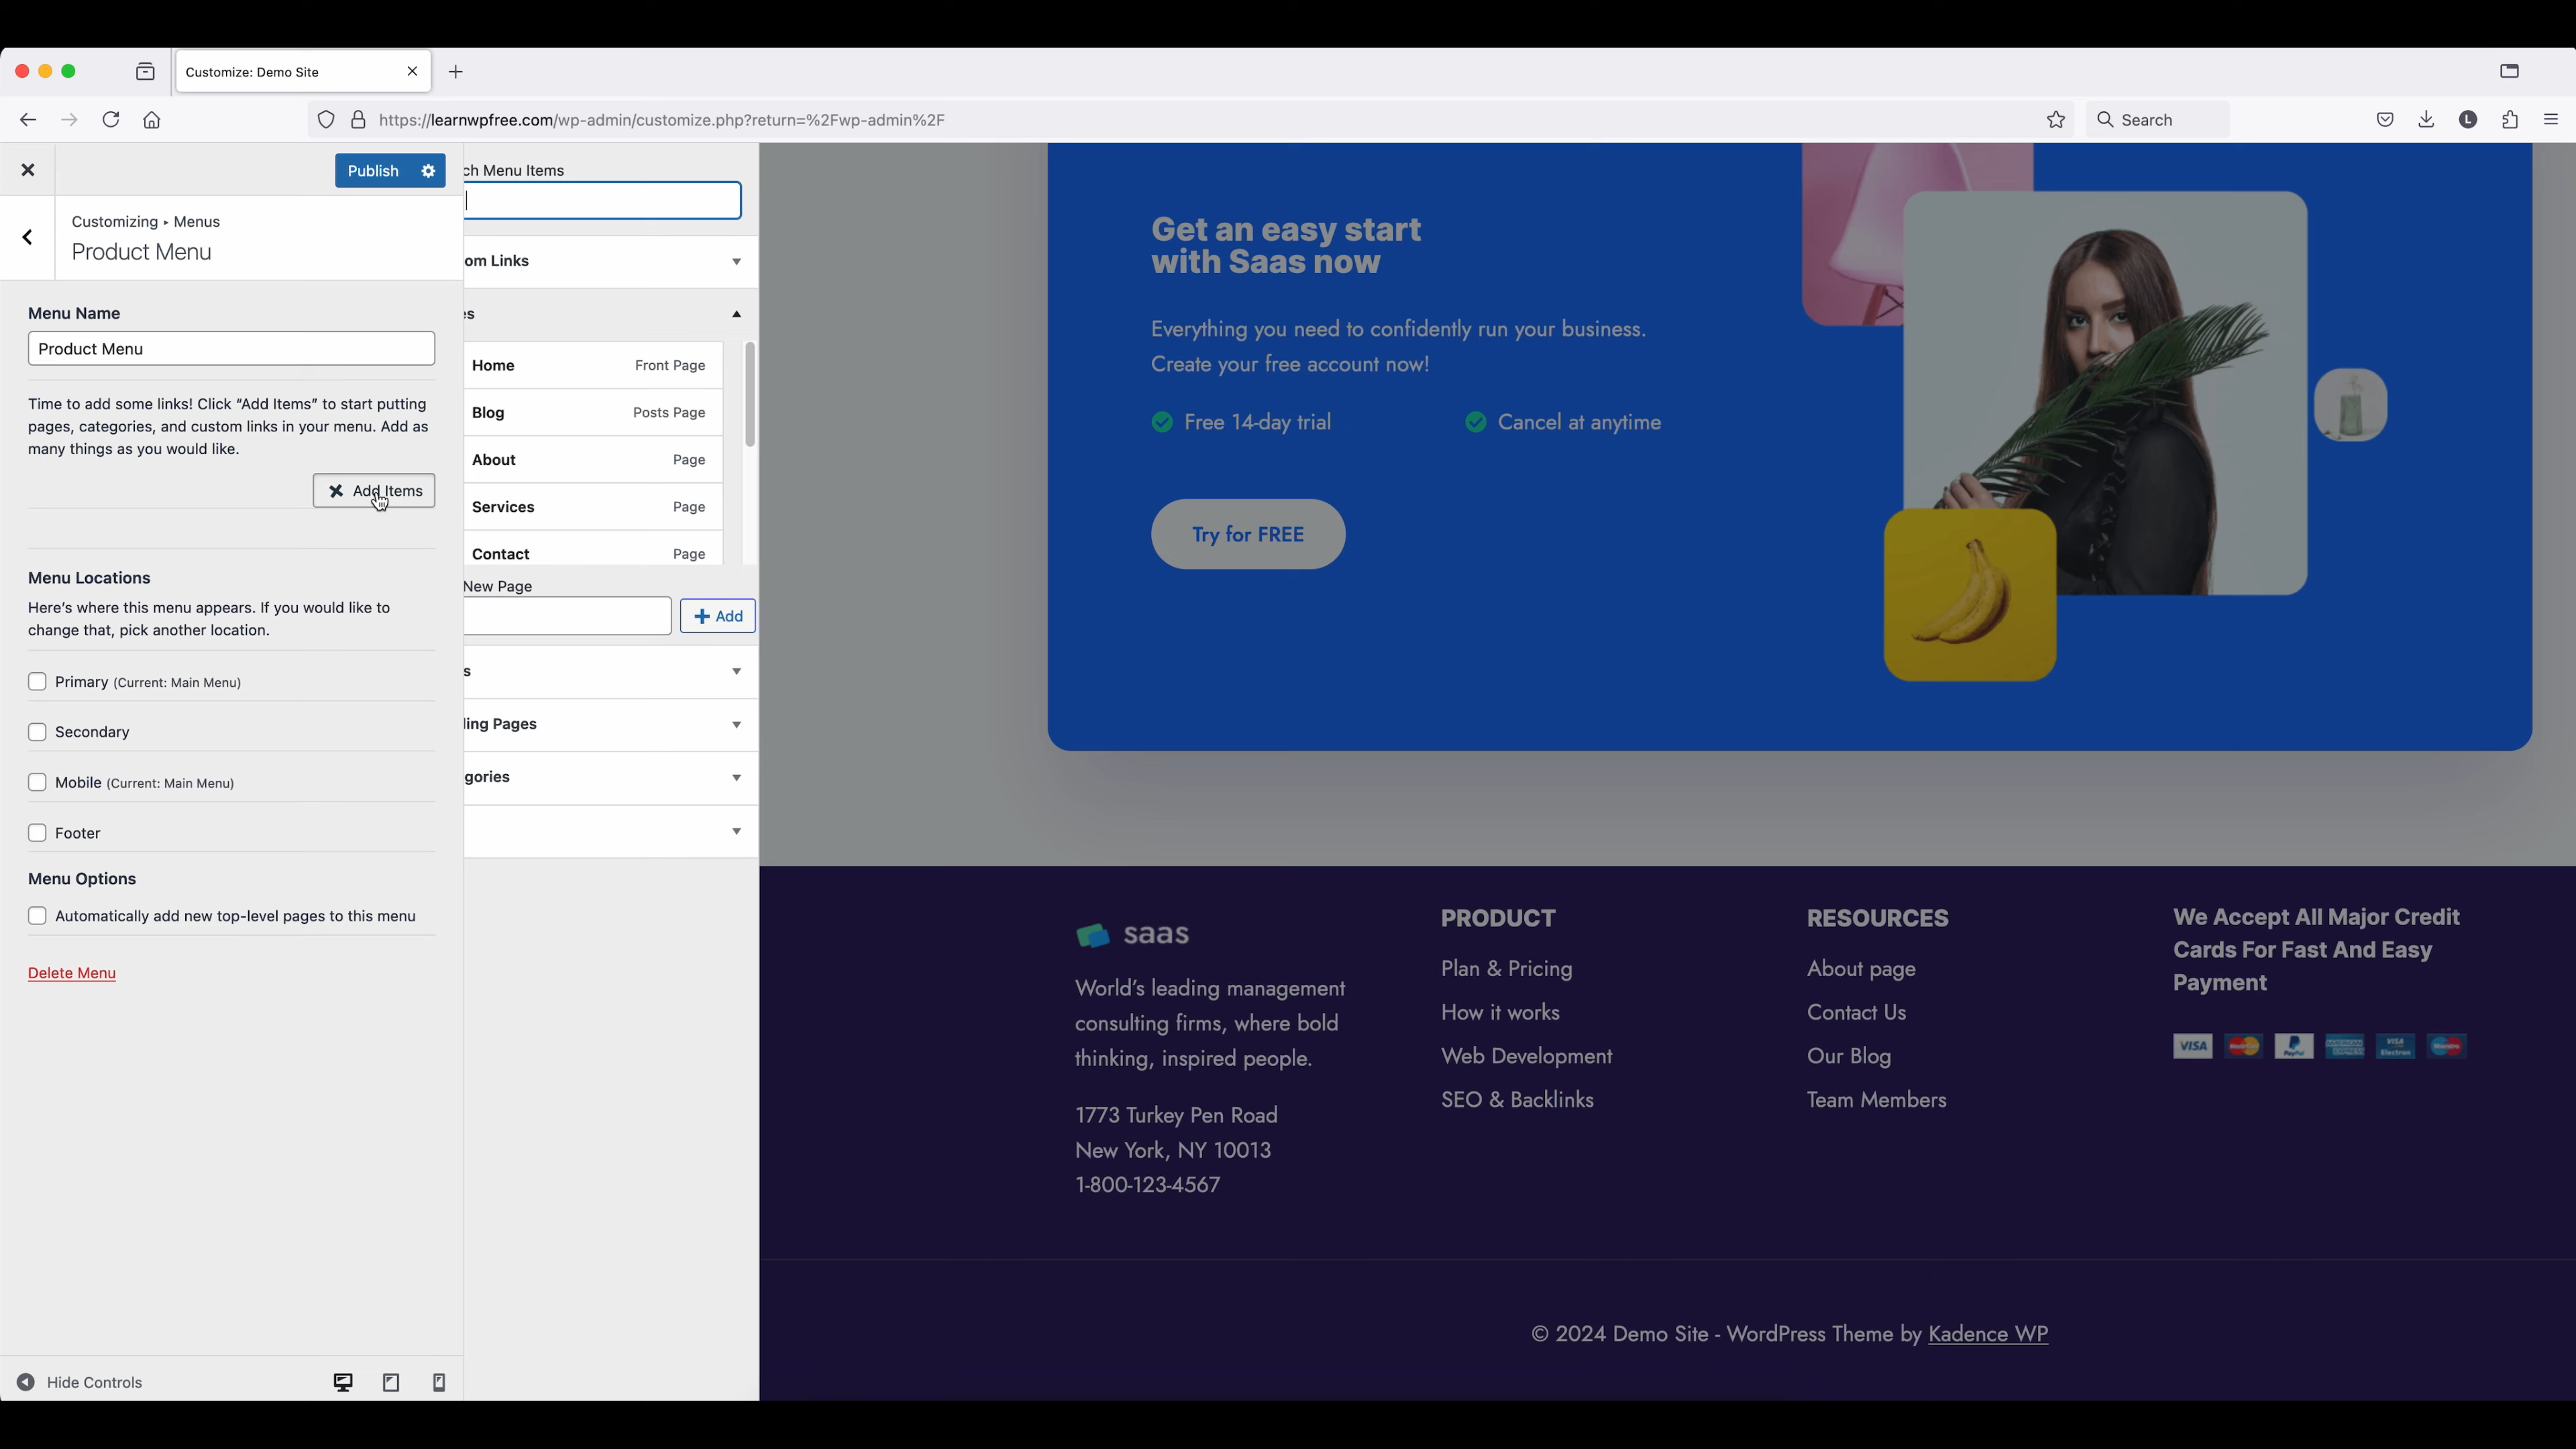 Customize: Demo Site
https://learnwpfree.com/wp-admin/customize.php?return=%2Fwp-admin%2F
Search
L
Publish
Customizing ▸ Menus
Product Menu
Menu Name
Product Menu
Time to add some links! Click “Add Items” to start putting
pages, categories, and custom links in your menu. Add as
many things as you would like.
Add Items
Menu Locations
Here's where this menu appears. If you would like to
change that, pick another location.
Primary (Current: Main Menu)
Secondary
Mobile (Current: Main Menu)
Footer
Menu Options
Automatically add new top-level pages to this menu
Delete Menu
Hide Controls
ch Menu Items
om Links
es
Home Front Page
Blog Posts Page
About Page
Services Page
Contact Page
New Page
Add
s
ling Pages
gories
Get an easy start
with Saas now
Everything you need to confidently run your business.
Create your free account now!
Free 14-day trial
Cancel at anytime
Try for FREE
saas
World's leading management
consulting firms, where bold
thinking, inspired people.
1773 Turkey Pen Road
New York, NY 10013
1-800-123-4567
PRODUCT
Plan & Pricing
How it works
Web Development
SEO & Backlinks
RESOURCES
About page
Contact Us
Our Blog
Team Members
We Accept All Major Credit
Cards For Fast And Easy
Payment
VISA MasterCard PayPal AMERICAN EXPRESS VISA Electron Maestro
© 2024 Demo Site - WordPress Theme by Kadence WP